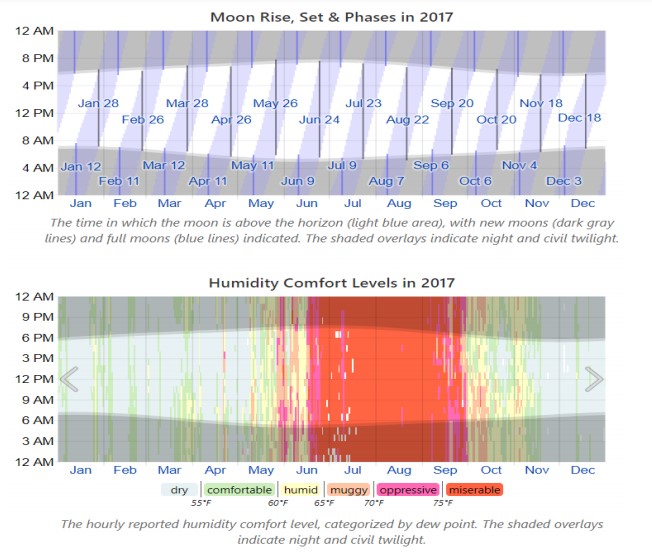 Moon Rise, Set & Phases in 2017
12 AM
8 PM
4 PM
12 PM
8 AM
4 AM
12 AM
Jan 28
Feb 26
Mar 28
Apr 26
May 26
Jun 24
Jul 23
Aug 22
Sep 20
Oct 20
Nov 18
Dec 18
Jan 12
Feb 11
Mar 12
Apr 11
May 11
Jun 9
Jul 9
Aug 7
Sep 6
Oct 6
Nov 4
Dec 3
Jan Feb Mar Apr May Jun Jul Aug Sep Oct Nov Dec
The time in which the moon is above the horizon (light blue area), with new moons (dark gray
lines) and full moons (blue lines) indicated. The shaded overlays indicate night and civil twilight.
Humidity Comfort Levels in 2017
12 AM
9 PM
6 PM
3 PM
12 PM
9 AM
6 AM
3 AM
12 AM
Jan Feb Mar Apr May Jun Jul Aug Sep Oct Nov Dec
dry comfortable humid muggy oppressive miserable
55°F 60°F 65°F 70°F 75°F
The hourly reported humidity comfort level, categorized by dew point. The shaded overlays
indicate night and civil twilight.